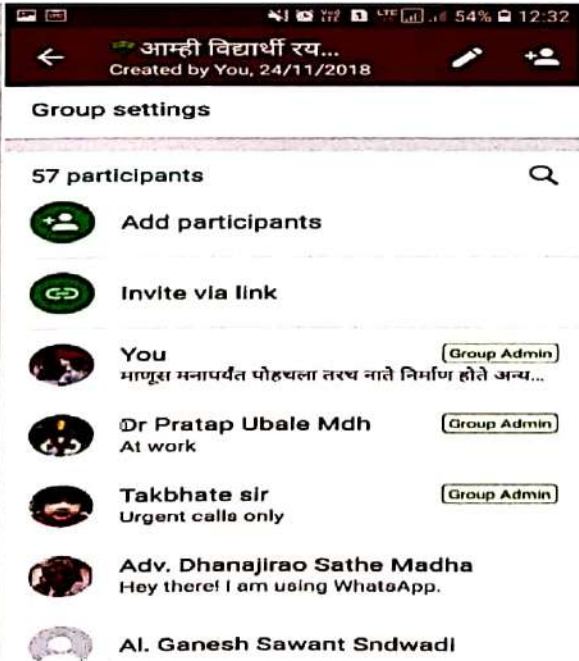 54% 12:32
आम्ही विद्यार्थी रय...
Created by You, 24/11/2018
Group settings
57 participants
Add participants
Invite via link
You
Group Admin
माणूस मनापर्यंत पोहचला तरच नाते निर्माण होते अन्य...
Dr Pratap Ubale Mdh
Group Admin
At work
Takbhate sir
Group Admin
Urgent calls only
Adv. Dhanajirao Sathe Madha
Hey there! I am using WhatsApp.
Al. Ganesh Sawant Sndwadi